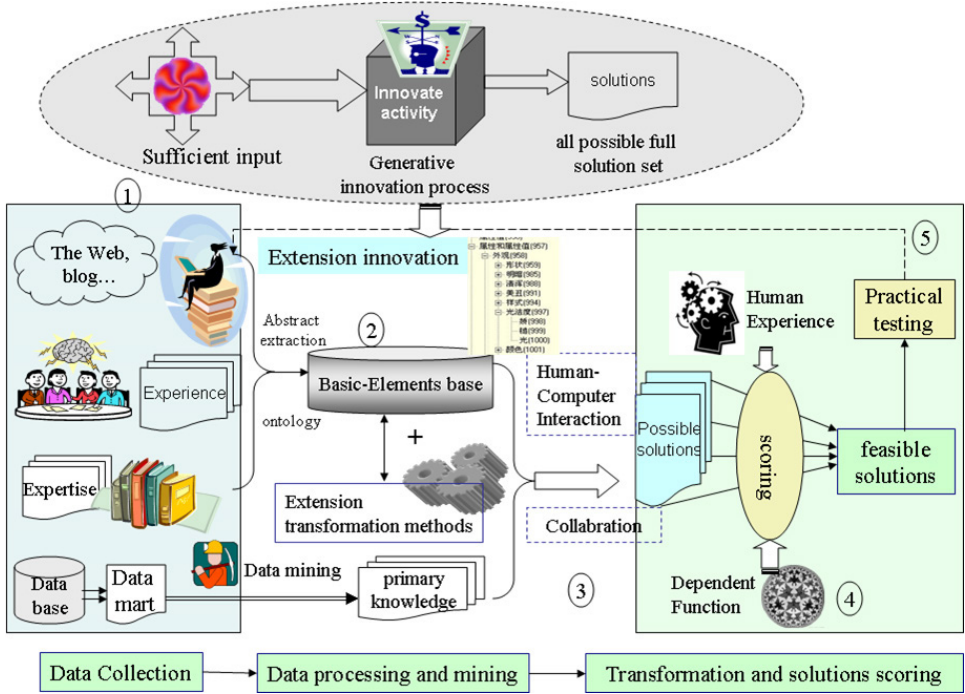 $
Innovate
activity
solutions
Sufficient input
Generative
innovation process
all possible full
solution set
1
The Web,
blog…
Extension innovation
属性和属性值(957)
外观(958)
形状(959)
明暗(985)
清浑(988)
美丑(991)
样式(994)
光洁度(997)
糙(999)
光(1000)
颜色(1001)
5
Human
Experience
Practical
testing
Abstract
extraction
2
Basic-Elements base
Experience
Human-
Computer
Interaction
ontology
+
Possible
solutions
scoring
feasible
solutions
Expertise
Extension
transformation methods
Collabration
Data
base
Data
mart
Data mining
primary
knowledge
3
Dependent
Function
4
Data Collection
Data processing and mining
Transformation and solutions scoring